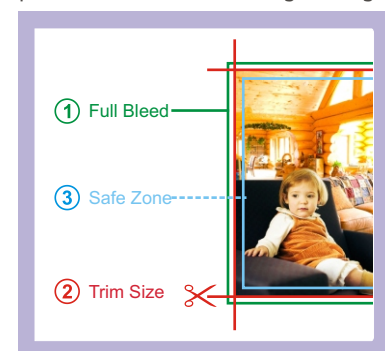 ① Full Bleed
③ Safe Zone
② Trim Size